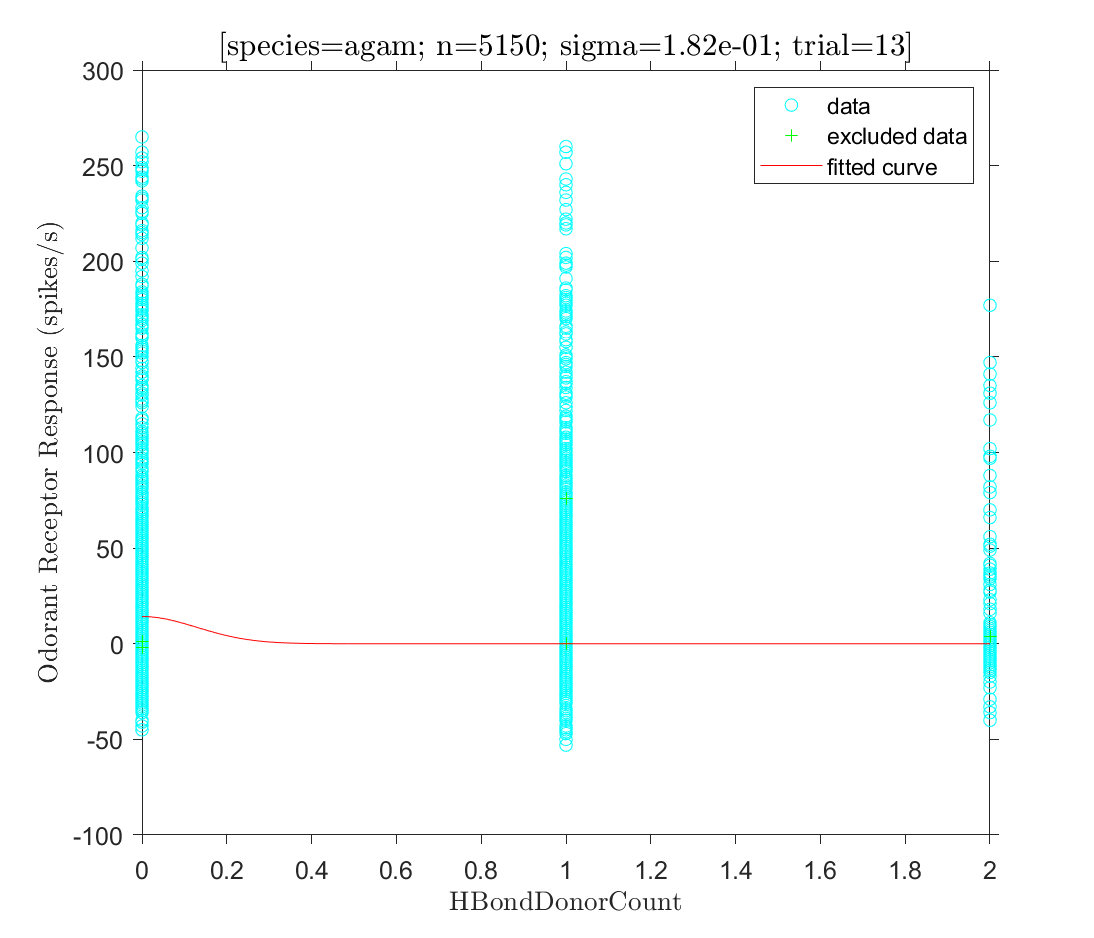 [species=agam; n=5150; sigma=1.82e-01; trial=13]
300
250
200
150
100
50
0
-50
-100
Odorant Receptor Response (spikes/s)
data
excluded data
fitted curve
0 0.2 0.4 0.6 0.8 1 1.2 1.4 1.6 1.8 2
HBondDonorCount